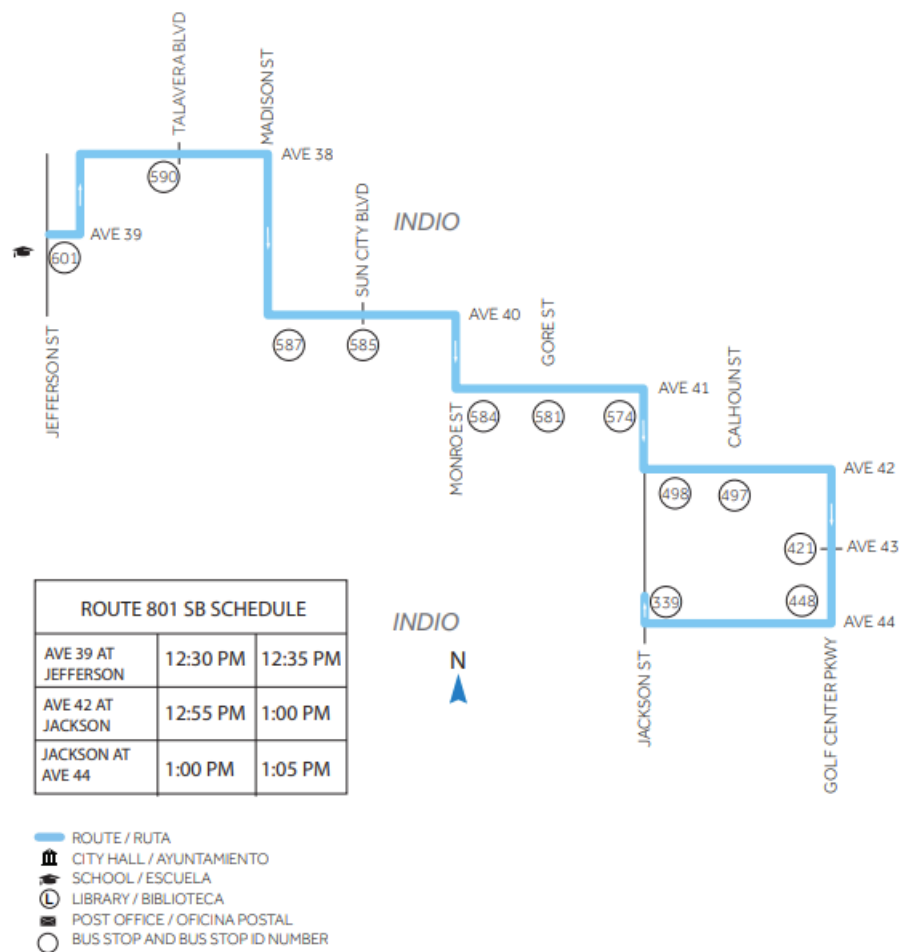 TALAVERA BLVD
MADISON ST
AVE 38
590
SUN CITY BLVD
INDIO
AVE 39
601
JEFFERSON ST
AVE 40
587
585
GORE ST
AVE 41
584
581
574
CALHOUN ST
MONROE ST
AVE 42
498
497
421
AVE 43
339
448
AVE 44
INDIO
N
JACKSON ST
GOLF CENTER PKWY
ROUTE 801 SB SCHEDULE
AVE 39 AT
JEFFERSON
12:30 PM
12:35 PM
AVE 42 AT
JACKSON
12:55 PM
1:00 PM
JACKSON AT
AVE 44
1:00 PM
1:05 PM
ROUTE / RUTA
CITY HALL / AYUNTAMIENTO
SCHOOL / ESCUELA
L
LIBRARY / BIBLIOTECA
POST OFFICE / OFICINA POSTAL
BUS STOP AND BUS STOP ID NUMBER